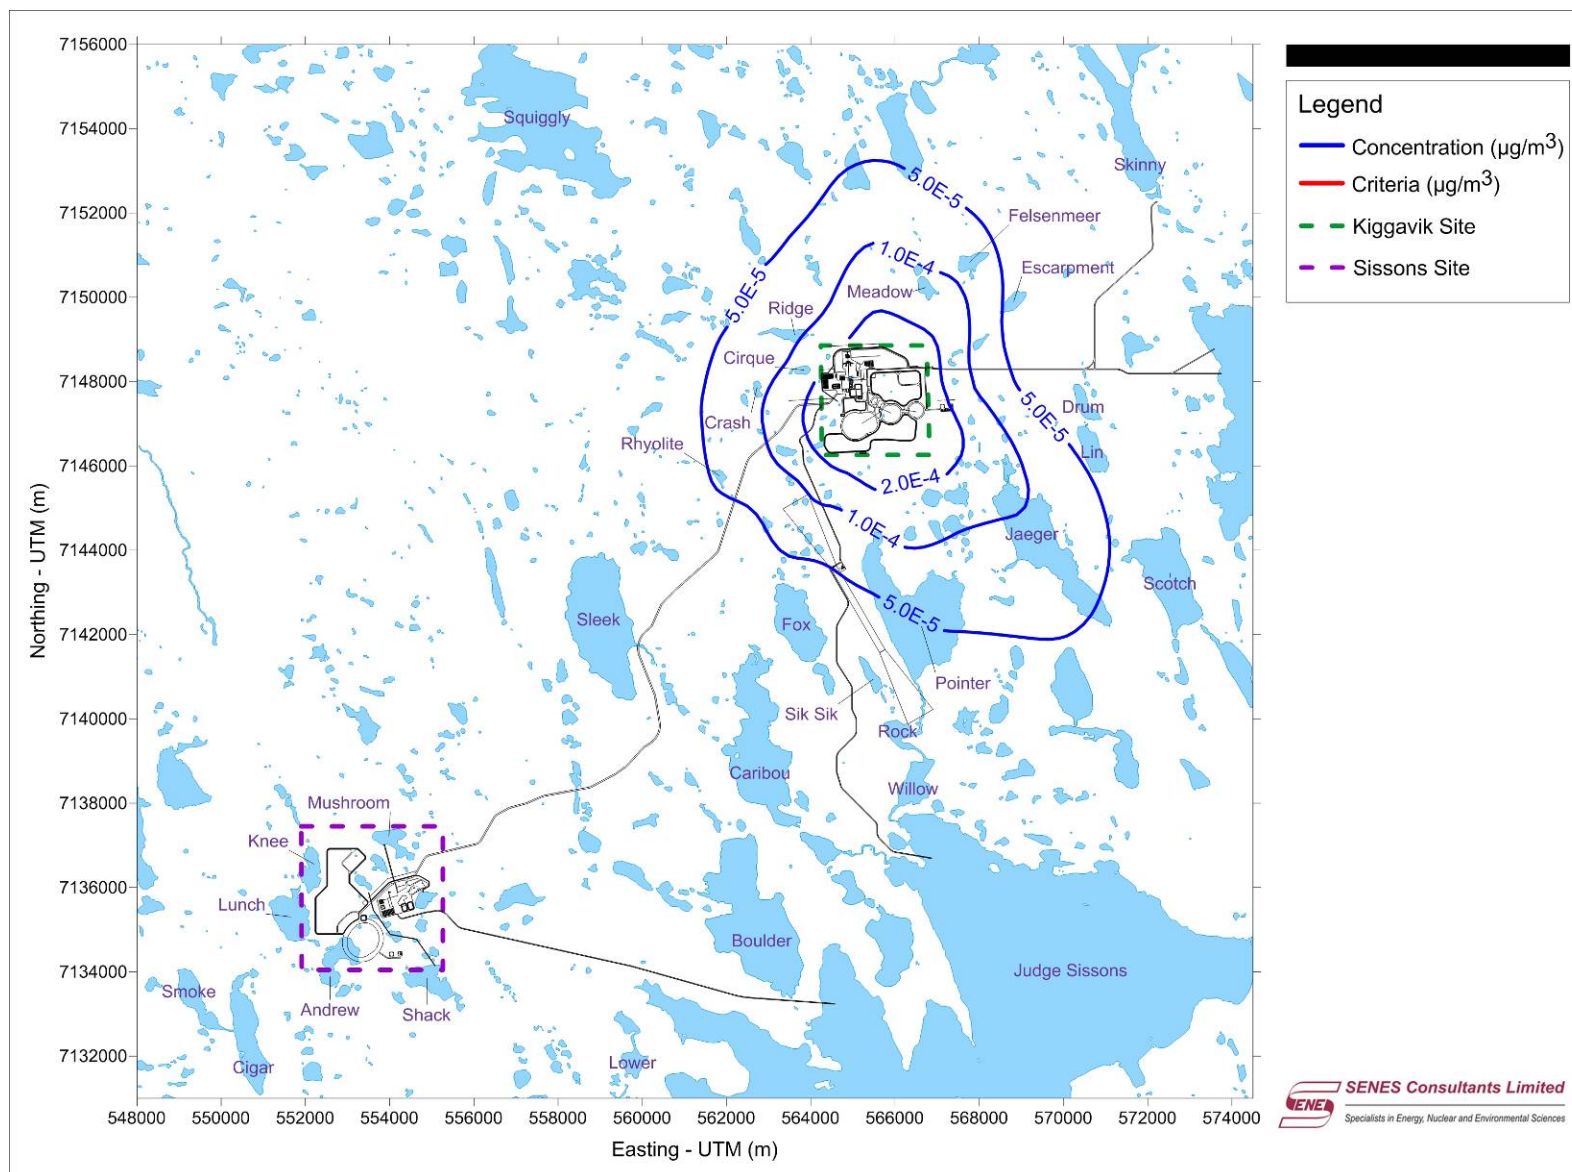 7156000
7154000
7152000
7150000
7148000
7146000
7144000
7142000
7140000
7138000
7136000
7134000
7132000
Northing - UTM (m)
548000 550000 552000 554000 556000 558000 560000 562000 564000 566000 568000 570000 572000 574000
Easting - UTM (m)
Squiggly
Skinny
5.0E-5
Felsenmeer
1.0E-4
Escarpment
5.0E-5
Meadow
Ridge
Cirque
Crash
5.0E-5
Drum
Rhyolite
Lin
2.0E-4
1.0E-4
Jaeger
Scotch
5.0E-5
Sleek
Fox
Pointer
Sik Sik
Rock
Caribou
Willow
Mushroom
Knee
Lunch
Boulder
Judge Sissons
Smoke
Andrew
Shack
Cigar
Lower
Legend
Concentration (µg/m³)
Criteria (µg/m³)
Kiggavik Site
Sissons Site
SENES
SENES Consultants Limited
Specialists in Energy, Nuclear and Environmental Sciences